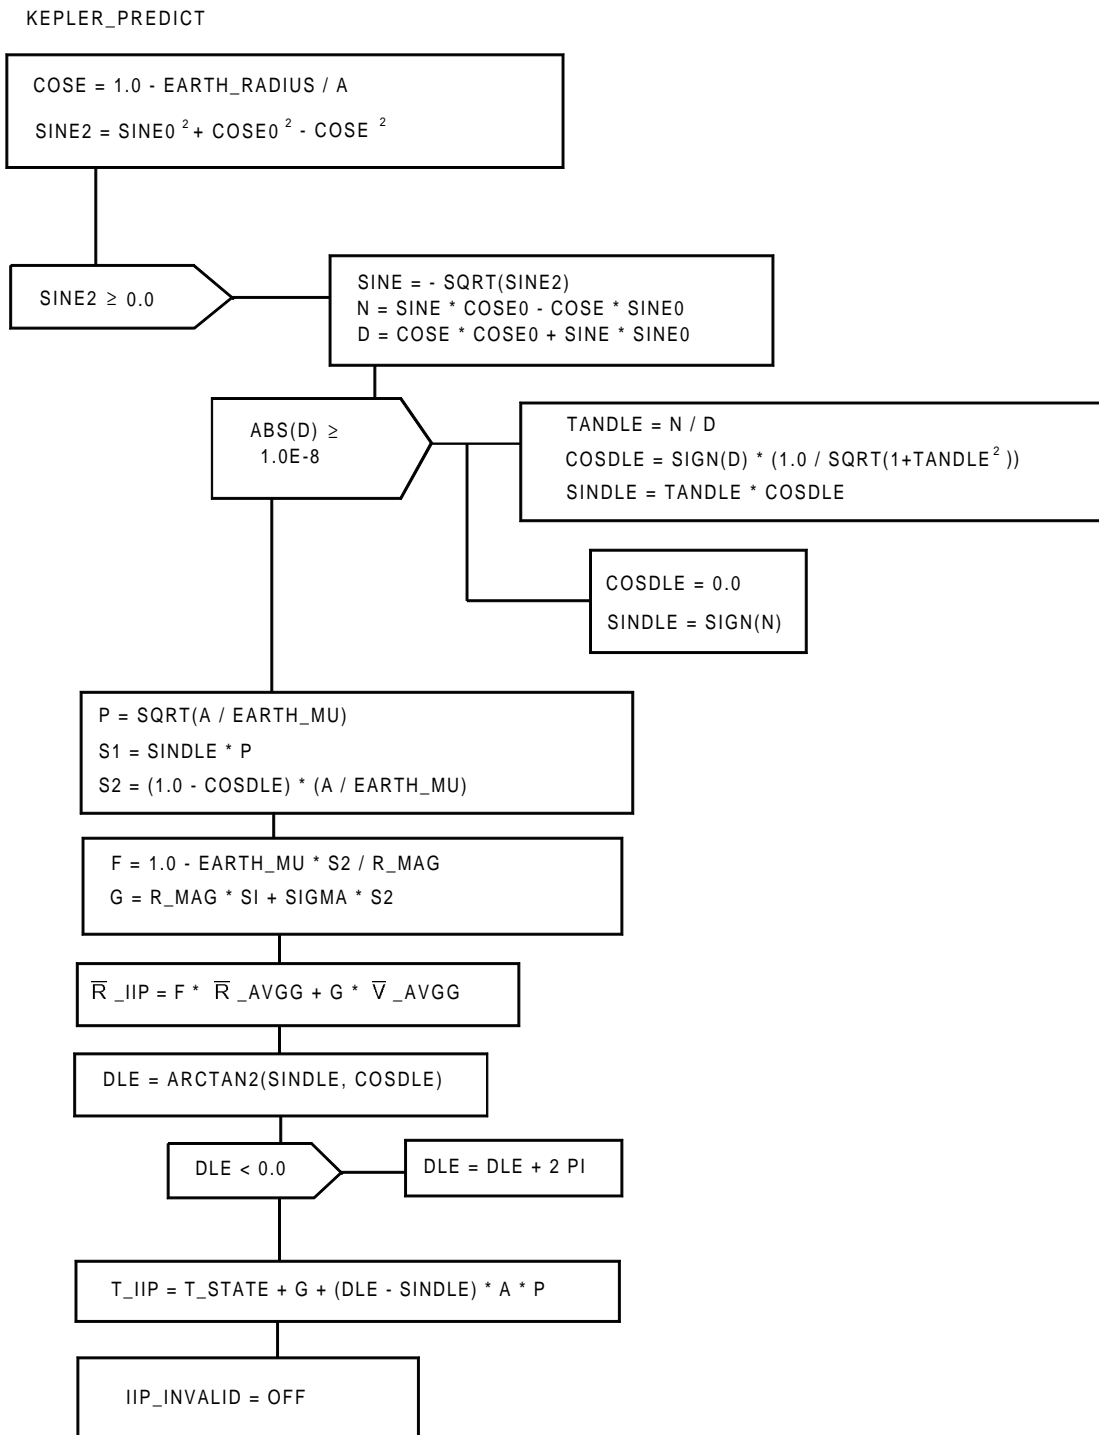 KEPLER_PREDICT
COSE = 1.0 - EARTH_RADIUS / A
SINE2 = SINE0 ² + COSE0 ² - COSE ²
SINE2 ≥ 0.0
SINE = - SQRT(SINE2)
N = SINE * COSE0 - COSE * SINE0
D = COSE * COSE0 + SINE * SINE0
ABS(D) ≥
1.0E-8
TANDLE = N / D
COSDLE = SIGN(D) * (1.0 / SQRT(1+TANDLE² ))
SINDLE = TANDLE * COSDLE
COSDLE = 0.0
SINDLE = SIGN(N)
P = SQRT(A / EARTH_MU)
S1 = SINDLE * P
S2 = (1.0 - COSDLE) * (A / EARTH_MU)
F = 1.0 - EARTH_MU * S2 / R_MAG
G = R_MAG * SI + SIGMA * S2
R̅ _IIP = F * R̅ _AVGG + G * V̅ _AVGG
DLE = ARCTAN2(SINDLE, COSDLE)
DLE < 0.0
DLE = DLE + 2 PI
T_IIP = T_STATE + G + (DLE - SINDLE) * A * P
IIP_INVALID = OFF